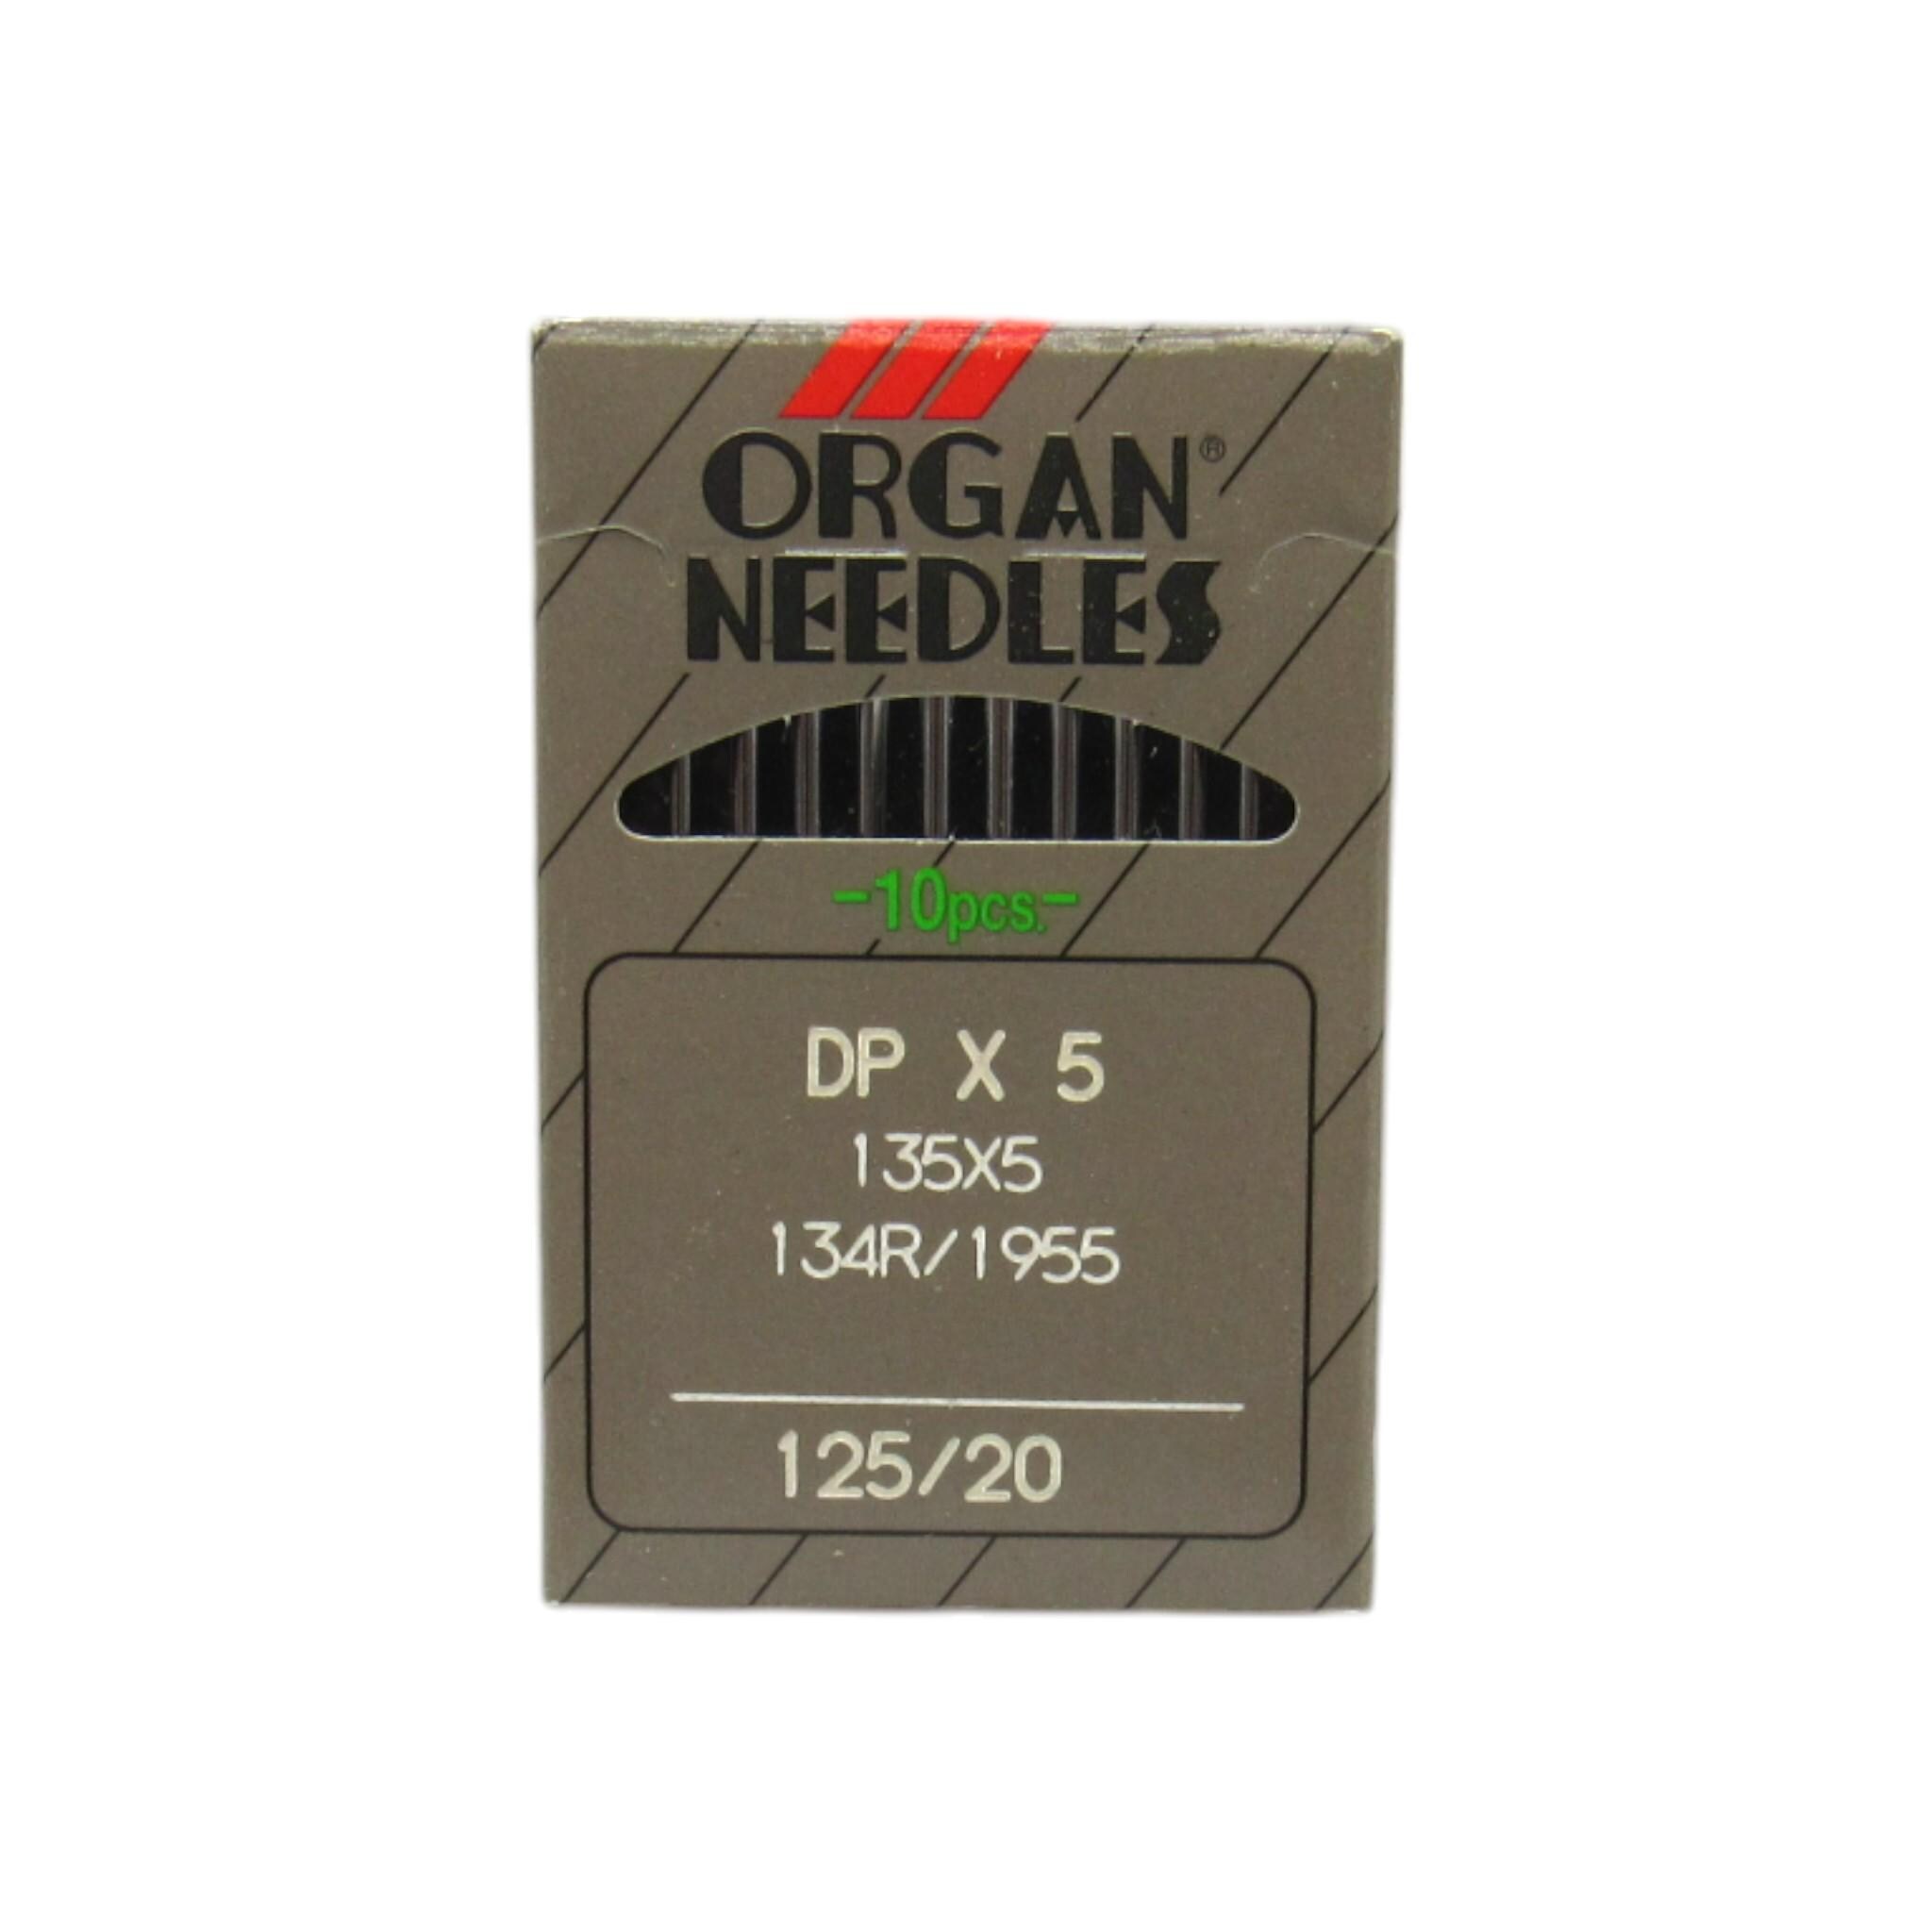 ORGAN®
NEEDLES
-10pcs.-
DP X 5
135X5
134R/1955
125/20